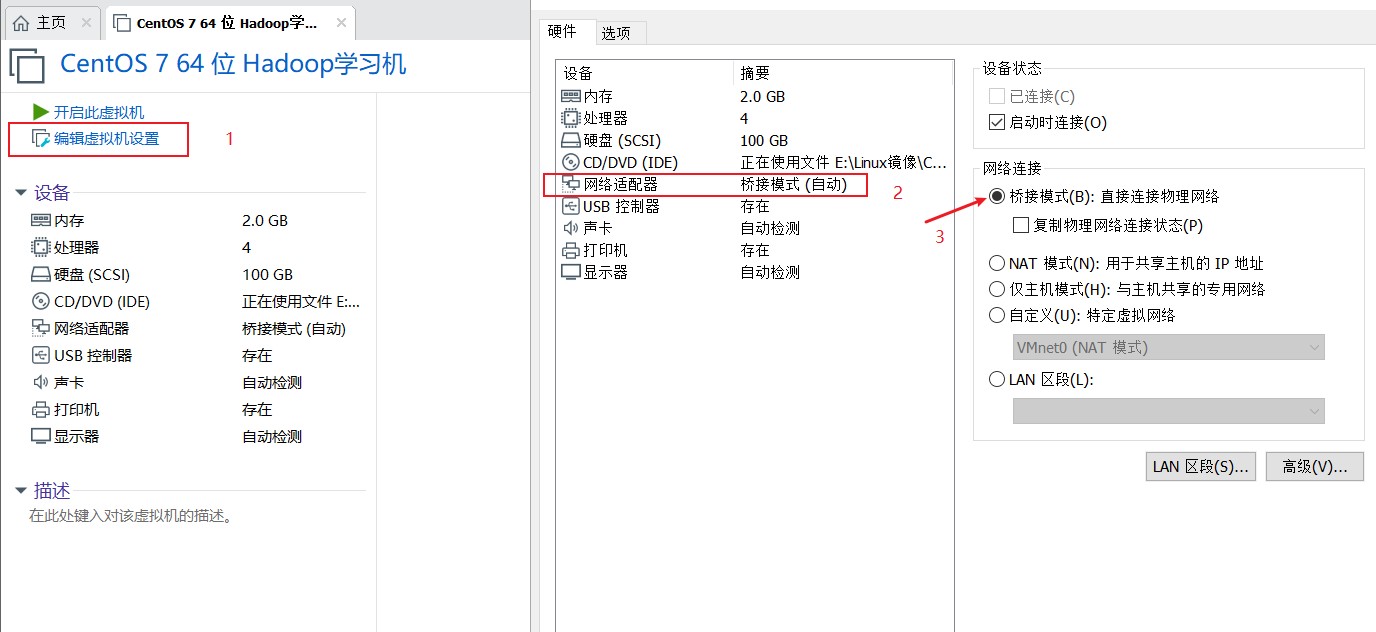 主页
CentOS 7 64 位 Hadoop学...
CentOS 7 64 位 Hadoop学习机
开启此虚拟机
编辑虚拟机设置
1
设备
内存 2.0 GB
处理器 4
硬盘 (SCSI) 100 GB
CD/DVD (IDE) 正在使用文件 E:...
网络适配器 桥接模式 (自动)
USB 控制器 存在
声卡 自动检测
打印机 存在
显示器 自动检测
描述
在此处键入对该虚拟机的描述。
硬件 选项
设备 摘要
内存 2.0 GB
处理器 4
硬盘 (SCSI) 100 GB
CD/DVD (IDE) 正在使用文件 E:\Linux镜像\C...
网络适配器 桥接模式 (自动)
2
USB 控制器 存在
声卡 自动检测
打印机 存在
显示器 自动检测
设备状态
已连接(C)
启动时连接(O)
网络连接
桥接模式(B): 直接连接物理网络
3
复制物理网络连接状态(P)
NAT 模式(N): 用于共享主机的 IP 地址
仅主机模式(H): 与主机共享的专用网络
自定义(U): 特定虚拟网络
VMnet0 (NAT 模式)
LAN 区段(L):
LAN 区段(S)... 高级(V)...